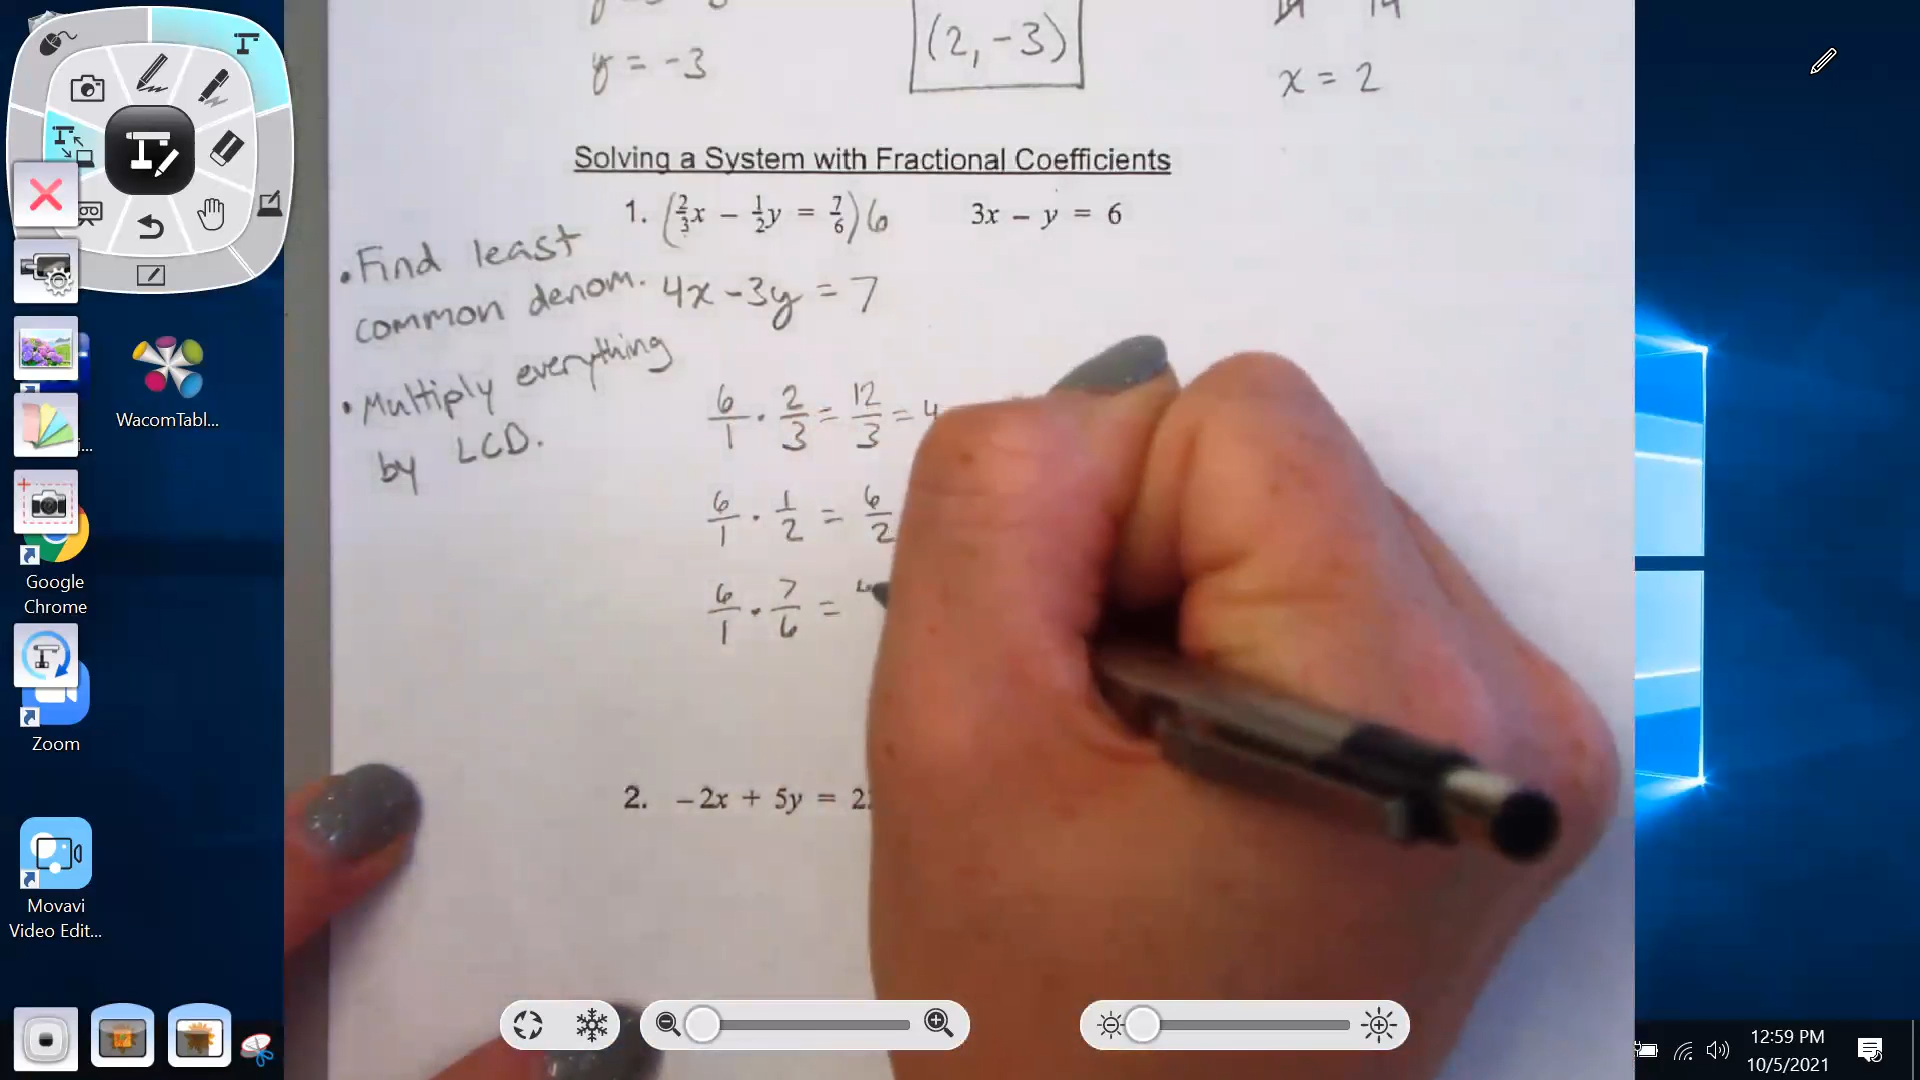 y = -3
(2, -3)
14
x = 2
Solving a System with Fractional Coefficients
1. (2/3x − 1/2y = 7/6)6    3x − y = 6
• Find least
common denom.
4x - 3y = 7
• Multiply everything
by LCD.
6/1 · 2/3 = 12/3 = 4
6/1 · 1/2 = 6/2
6/1 · 7/6 =
2. −2x + 5y =
WacomTabl...
Google
Chrome
Zoom
Movavi
Video Edit...
12:59 PM
10/5/2021